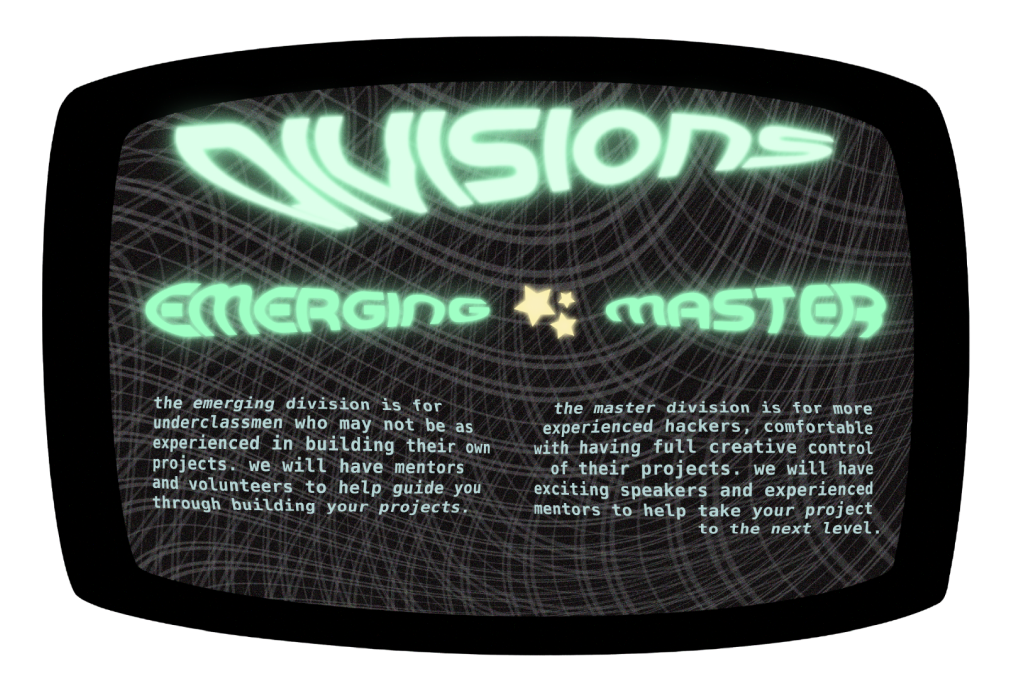 DIVISIONS
EMERGING
MASTER
the emerging division is for
underclassmen who may not be as
experienced in building their own
projects. we will have mentors
and volunteers to help guide you
through building your projects.
the master division is for more
experienced hackers, comfortable
with having full creative control
of their projects. we will have
exciting speakers and experienced
mentors to help take your project
to the next level.